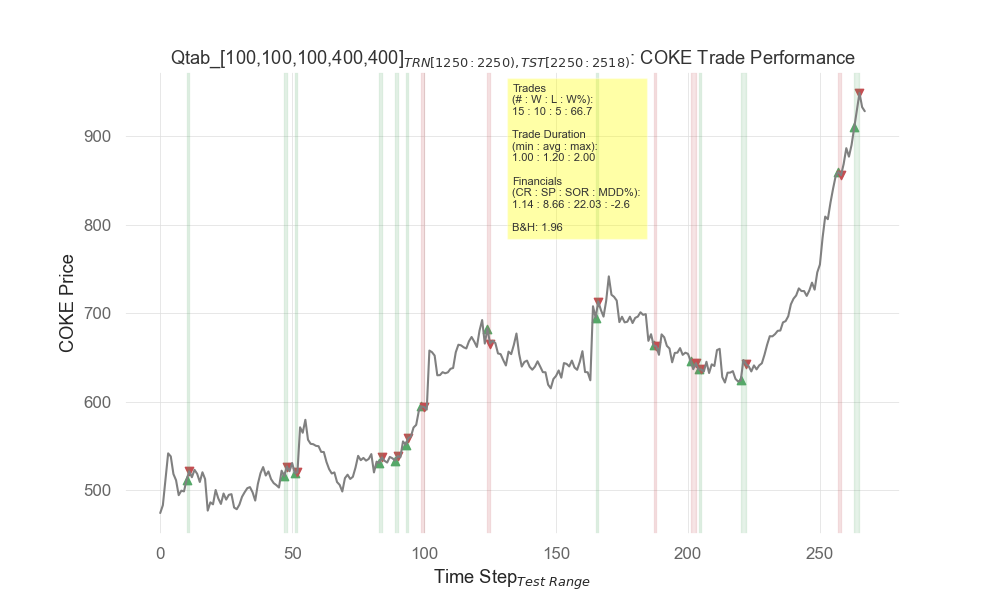 Qtab_[100,100,100,400,400]TRN[1250:2250),TST[2250:2518): COKE Trade Performance
Trades
(# : W : L : W%):
15 : 10 : 5 : 66.7
Trade Duration
(min : avg : max):
1.00 : 1.20 : 2.00
Financials
(CR : SP : SOR : MDD%):
1.14 : 8.66 : 22.03 : -2.6
B&H: 1.96
COKE Price
900
800
700
600
500
0
50
100
150
200
250
Time StepTest Range